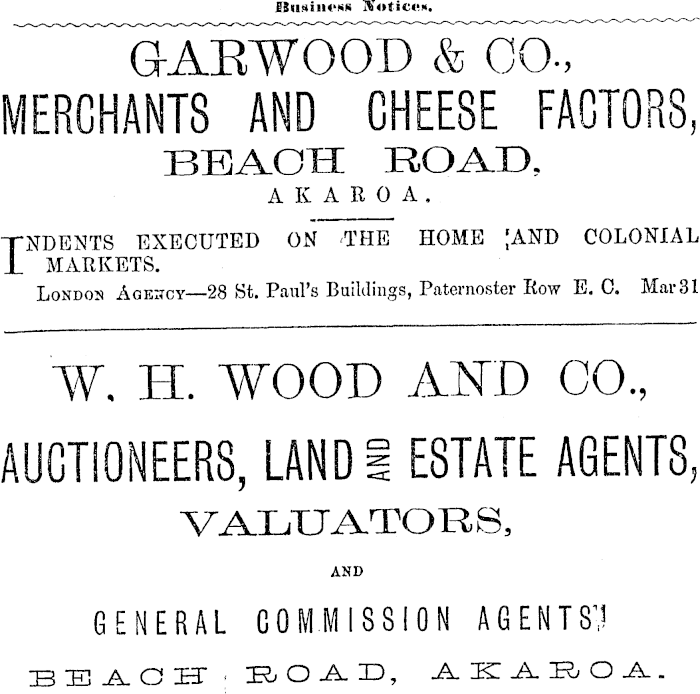 Business Notices.
GARWOOD & CO.,
MERCHANTS AND CHEESE FACTORS,
BEACH ROAD,
AKAROA.
INDENTS EXECUTED ON THE HOME AND COLONIAL
MARKETS.
LONDON AGENCY—28 St. Paul's Buildings, Paternoster Row E. C. Mar 31
W. H. WOOD AND CO.,
AUCTIONEERS, LAND AND ESTATE AGENTS,
VALUATORS,
AND
GENERAL COMMISSION AGENTS,
BEACH ROAD, AKAROA.